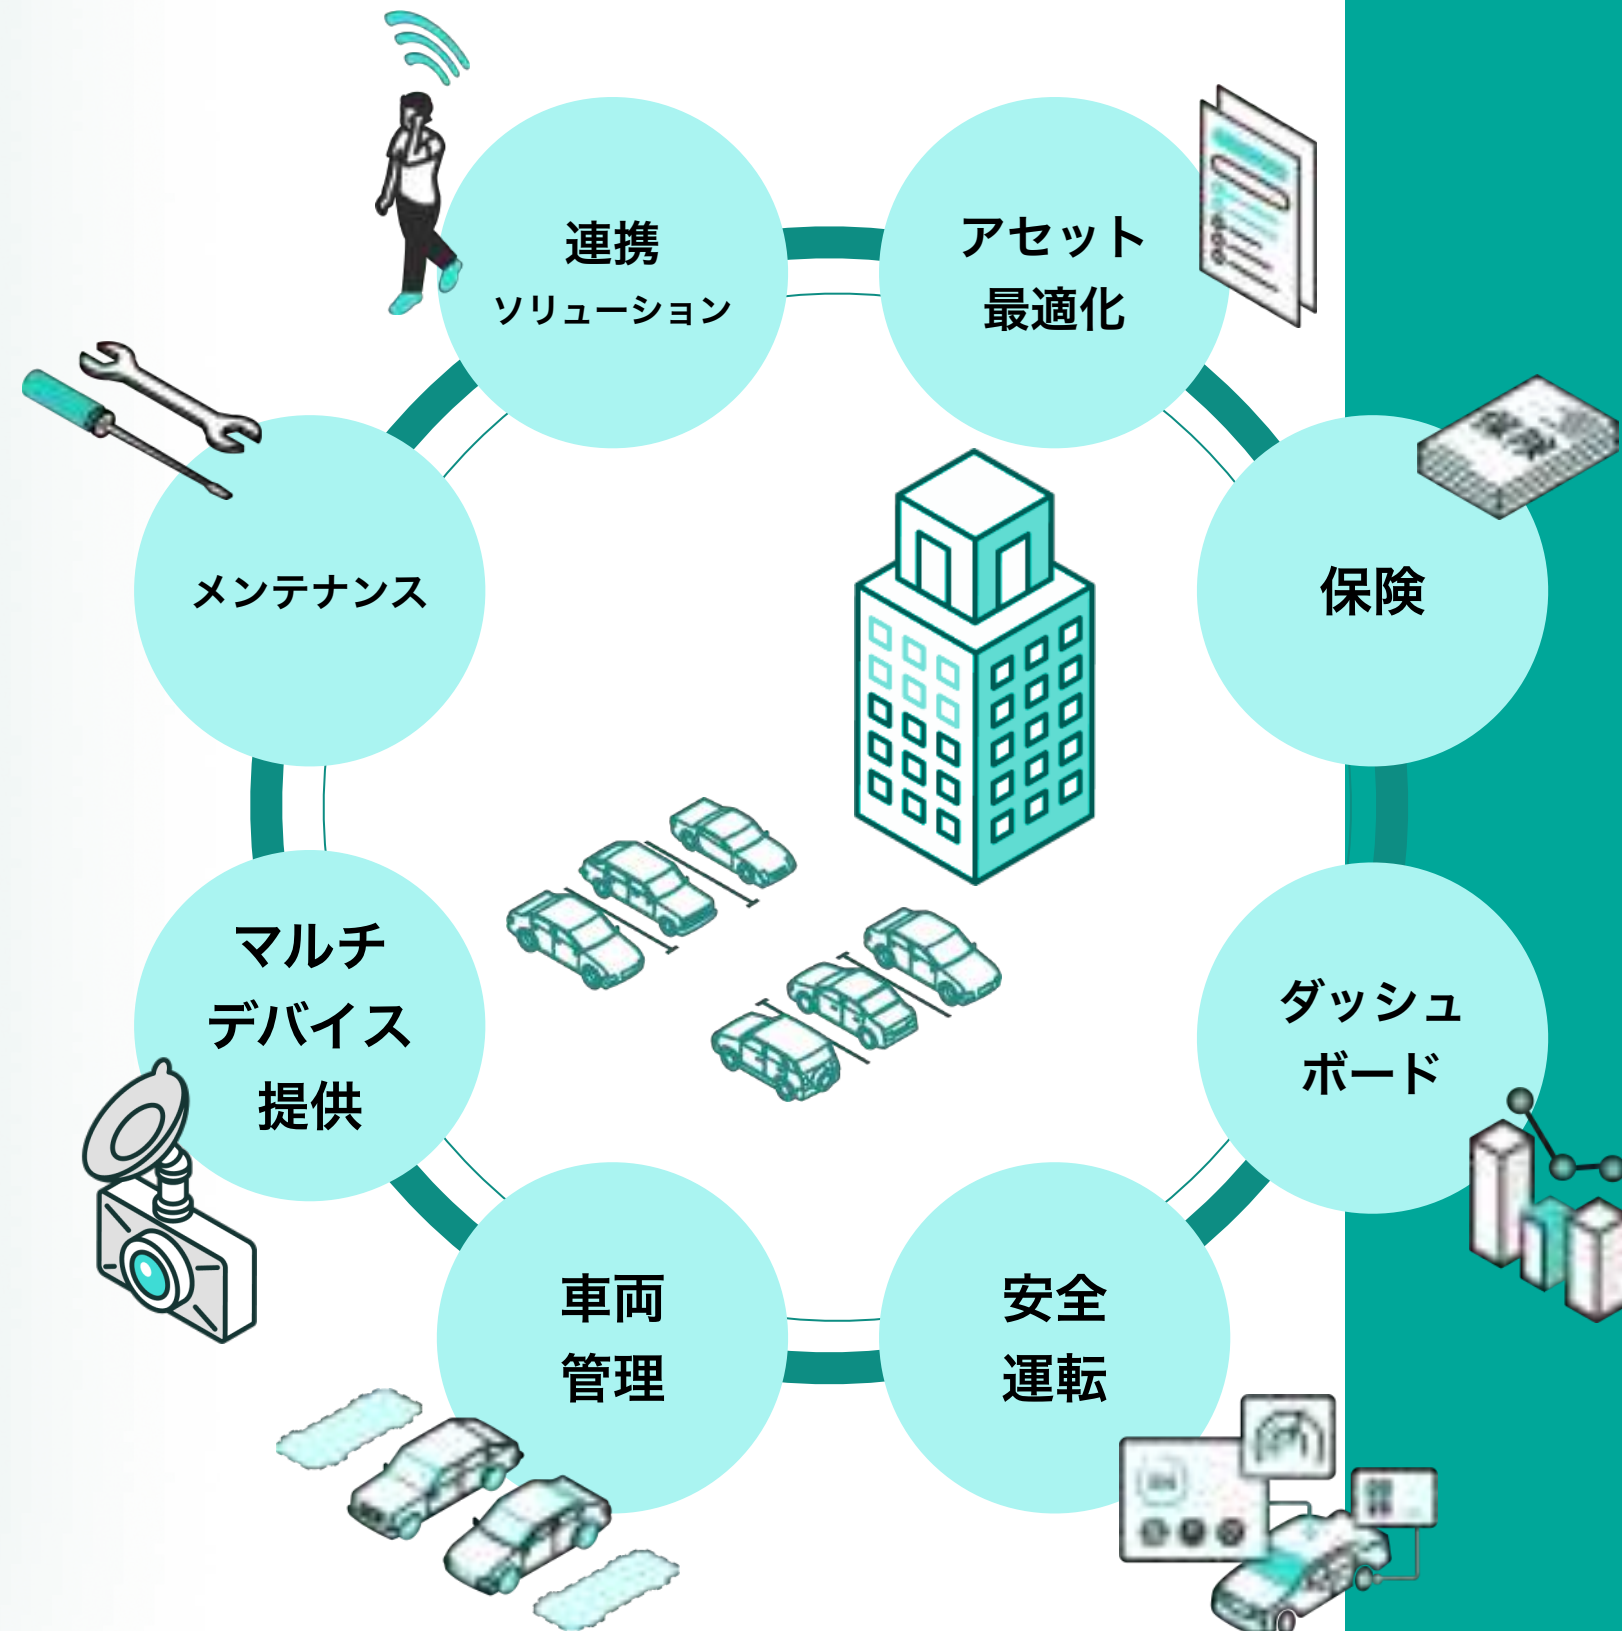 連携
ソリューション
アセット
最適化
保険
ダッシュ
ボード
安全
運転
車両
管理
マルチ
デバイス
提供
メンテナンス